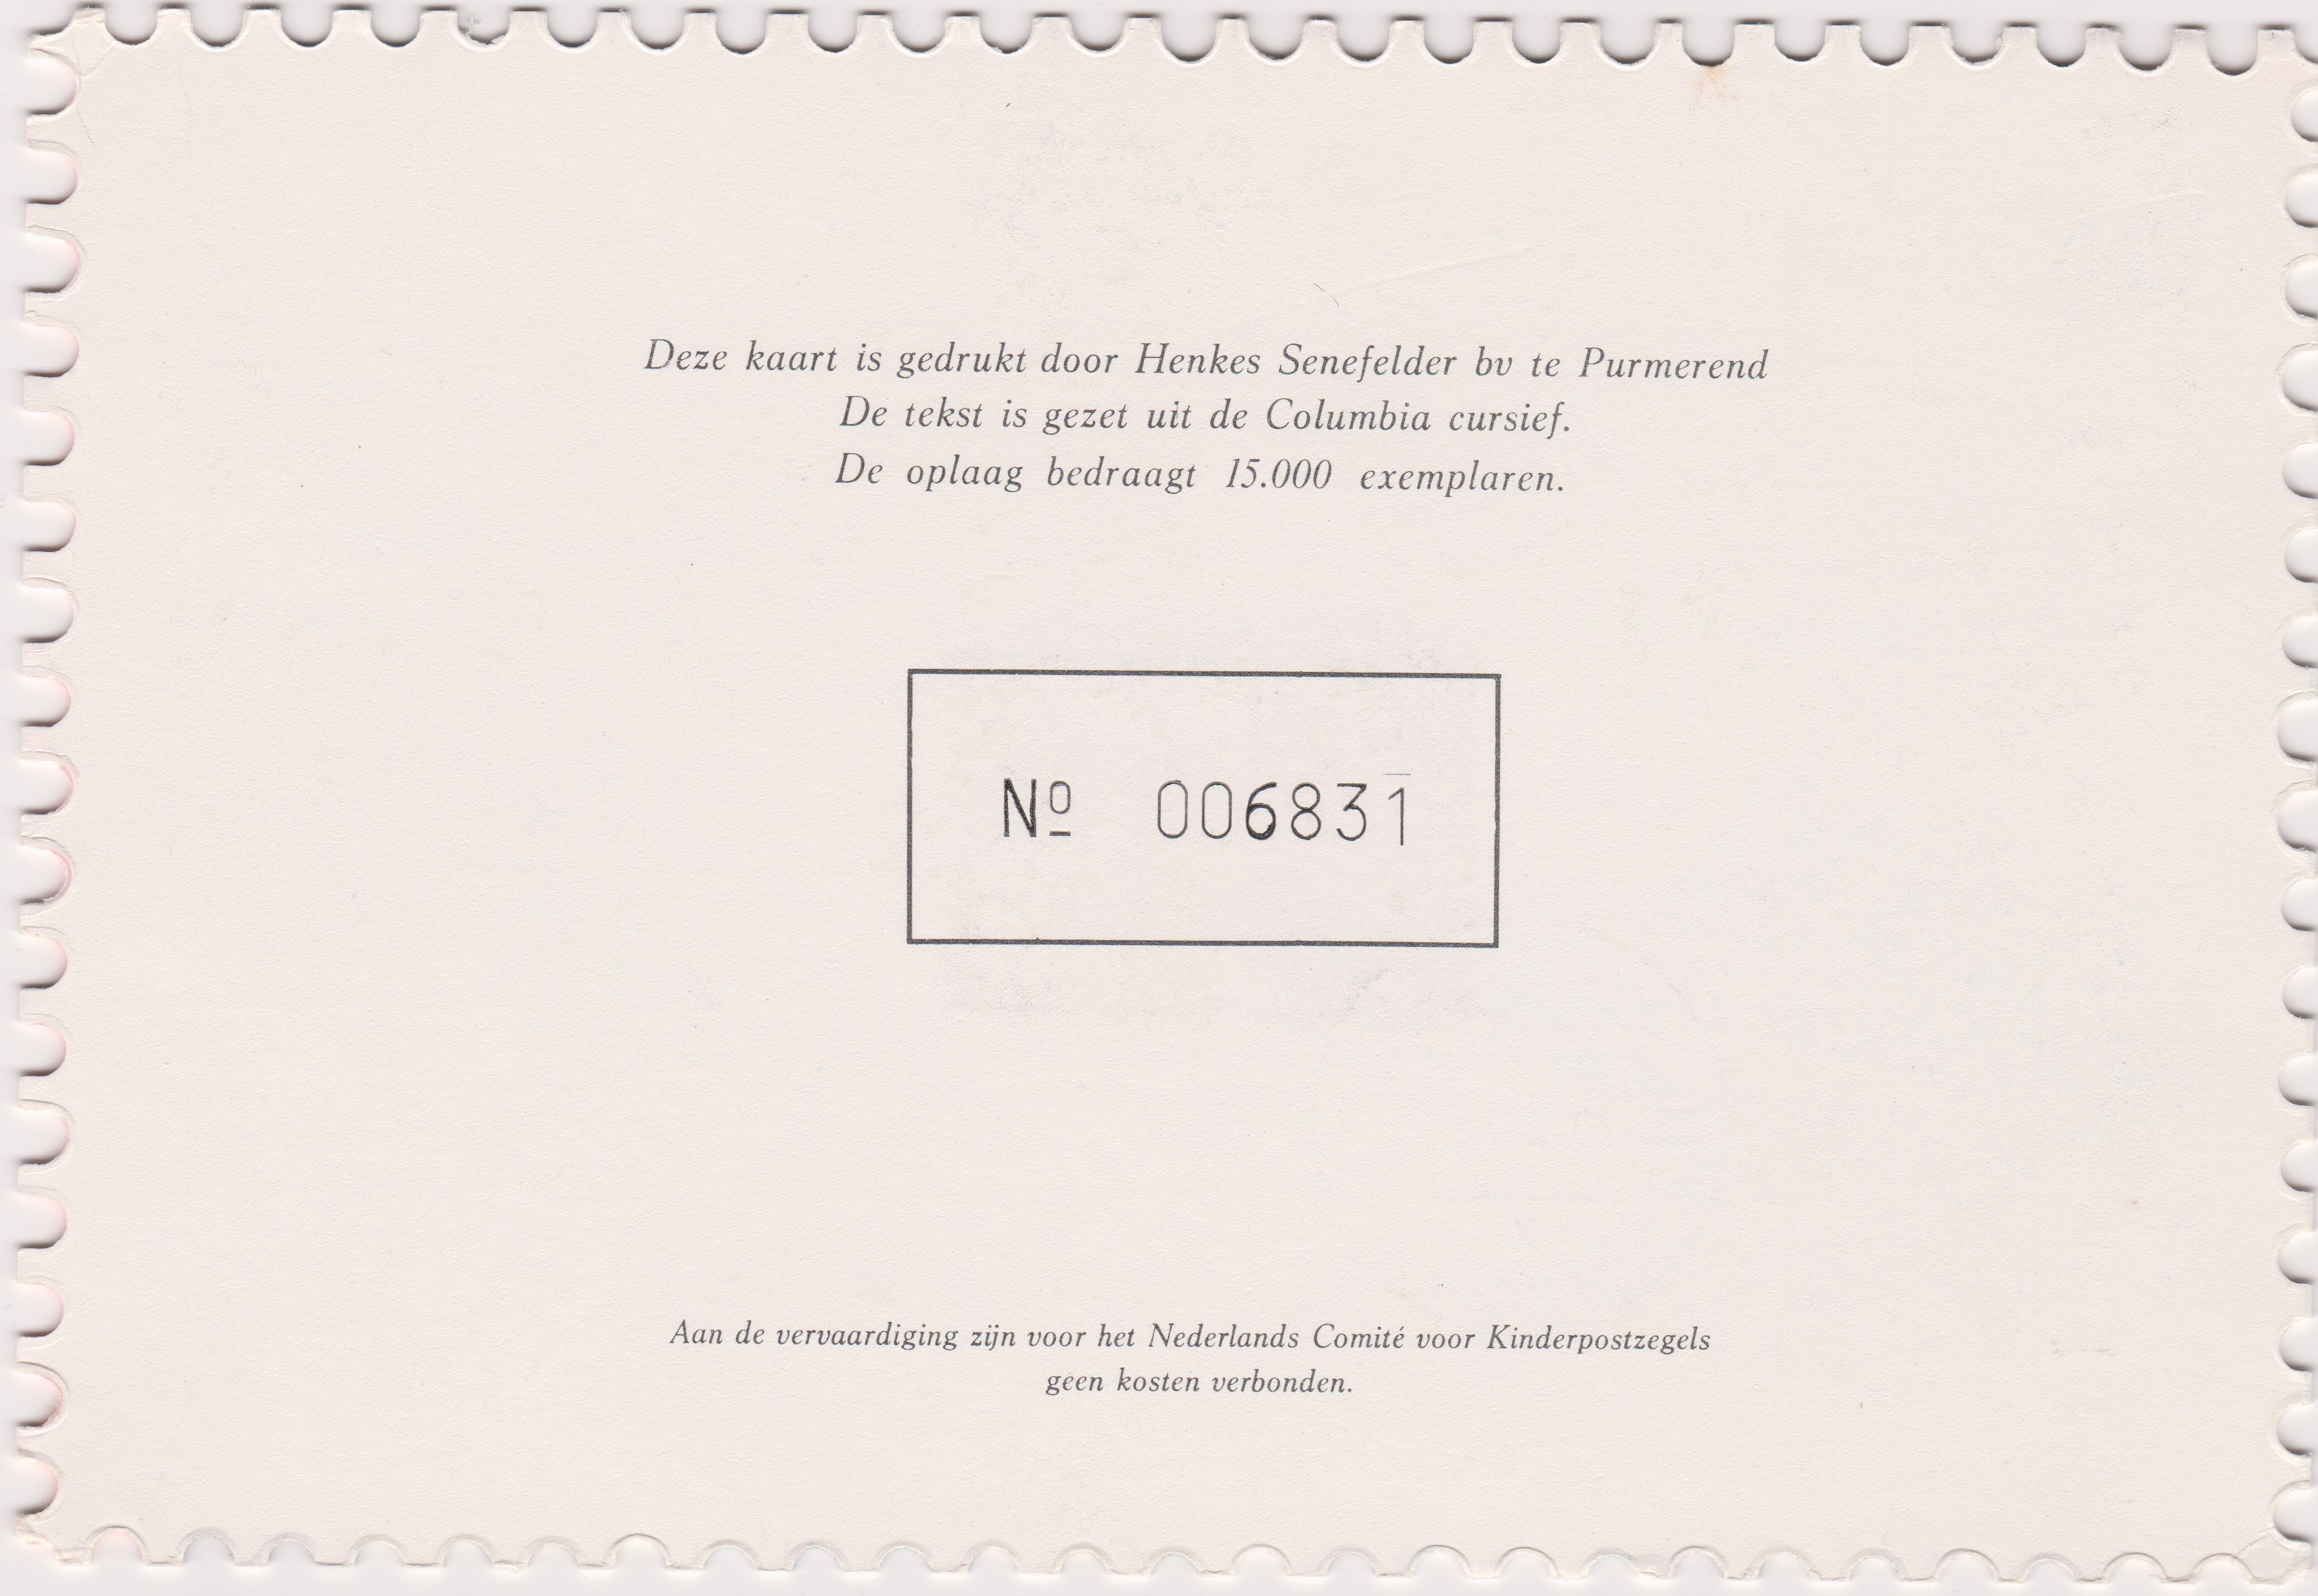 Deze kaart is gedrukt door Henkes Senefelder bv te Purmerend
De tekst is gezet uit de Columbia cursief.
De oplaag bedraagt 15.000 exemplaren.
Nº 006831
Aan de vervaardiging zijn voor het Nederlands Comité voor Kinderpostzegels
geen kosten verbonden.